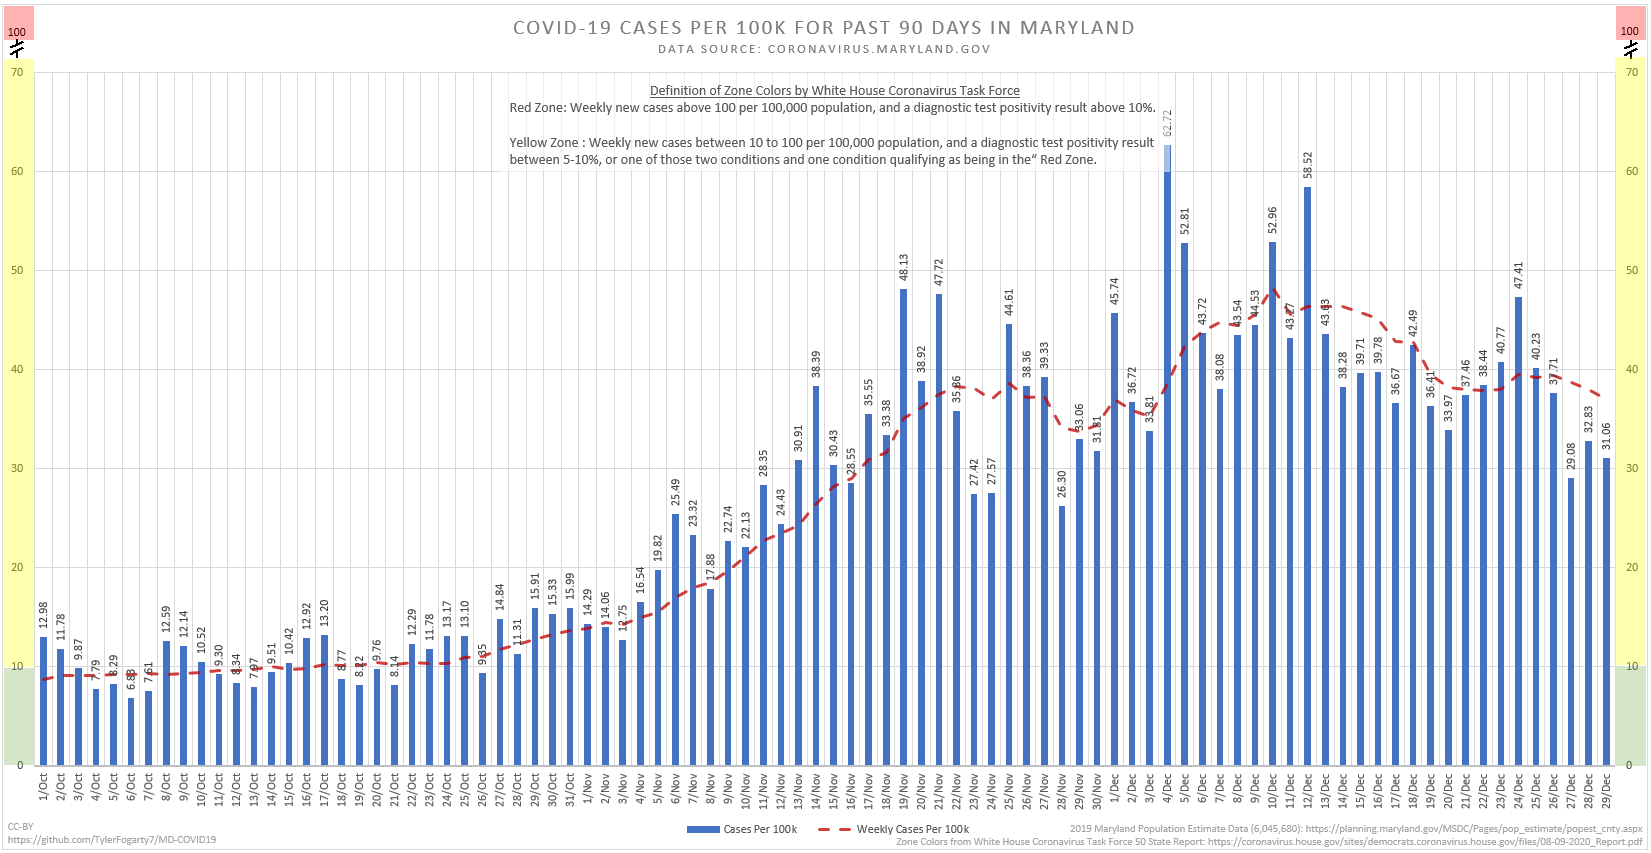 COVID-19 CASES PER 100K FOR PAST 90 DAYS IN MARYLAND
DATA SOURCE: CORONAVIRUS.MARYLAND.GOV
100 100
Definition of Zone Colors by White House Coronavirus Task Force
Red Zone: Weekly new cases above 100 per 100,000 population, and a diagnostic test positivity result above 10%.
Yellow Zone : Weekly new cases between 10 to 100 per 100,000 population, and a diagnostic test positivity result
between 5-10%, or one of those two conditions and one condition qualifying as being in the“ Red Zone.
70 70
60 60
50 50
40 40
30 30
20 20
10 10
0 0
12.98 11.78 9.87 7.79 8.29 6.83 7.61 12.59 12.14 10.52 9.30 8.34 7.97 9.51 10.42 12.92 13.20 8.77 8.22 9.76 8.14 12.29 11.78 13.17 13.10 9.35 14.84 11.31 15.91 15.33 15.99 14.29 14.06 12.75 16.54 19.82 25.49 23.32 17.88 22.74 22.13 28.35 24.43 30.91 38.39 30.43 28.55 35.55 33.38 48.13 38.92 47.72 35.86 27.42 27.57 44.61 38.36 39.33 26.30 33.06 31.81 45.74 36.72 33.81 62.72 52.81 43.72 38.08 43.54 44.53 52.96 43.27 58.52 43.63 38.28 39.71 39.78 36.67 42.49 36.41 33.97 37.46 38.44 40.77 47.41 40.23 37.71 29.08 32.83 31.06
1/Oct 2/Oct 3/Oct 4/Oct 5/Oct 6/Oct 7/Oct 8/Oct 9/Oct 10/Oct 11/Oct 12/Oct 13/Oct 14/Oct 15/Oct 16/Oct 17/Oct 18/Oct 19/Oct 20/Oct 21/Oct 22/Oct 23/Oct 24/Oct 25/Oct 26/Oct 27/Oct 28/Oct 29/Oct 30/Oct 31/Oct 1/Nov 2/Nov 3/Nov 4/Nov 5/Nov 6/Nov 7/Nov 8/Nov 9/Nov 10/Nov 11/Nov 12/Nov 13/Nov 14/Nov 15/Nov 16/Nov 17/Nov 18/Nov 19/Nov 20/Nov 21/Nov 22/Nov 23/Nov 24/Nov 25/Nov 26/Nov 27/Nov 28/Nov 29/Nov 30/Nov 1/Dec 2/Dec 3/Dec 4/Dec 5/Dec 6/Dec 7/Dec 8/Dec 9/Dec 10/Dec 11/Dec 12/Dec 13/Dec 14/Dec 15/Dec 16/Dec 17/Dec 18/Dec 19/Dec 20/Dec 21/Dec 22/Dec 23/Dec 24/Dec 25/Dec 26/Dec 27/Dec 28/Dec 29/Dec
Cases Per 100k Weekly Cases Per 100k
CC-BY
https://github.com/TylerFogarty7/MD-COVID19
2019 Maryland Population Estimate Data (6,045,680): https://planning.maryland.gov/MSDC/Pages/pop_estimate/popest_cnty.aspx
Zone Colors from White House Coronavirus Task Force 50 State Report: https://coronavirus.house.gov/sites/democrats.coronavirus.house.gov/files/08-09-2020_Report.pdf